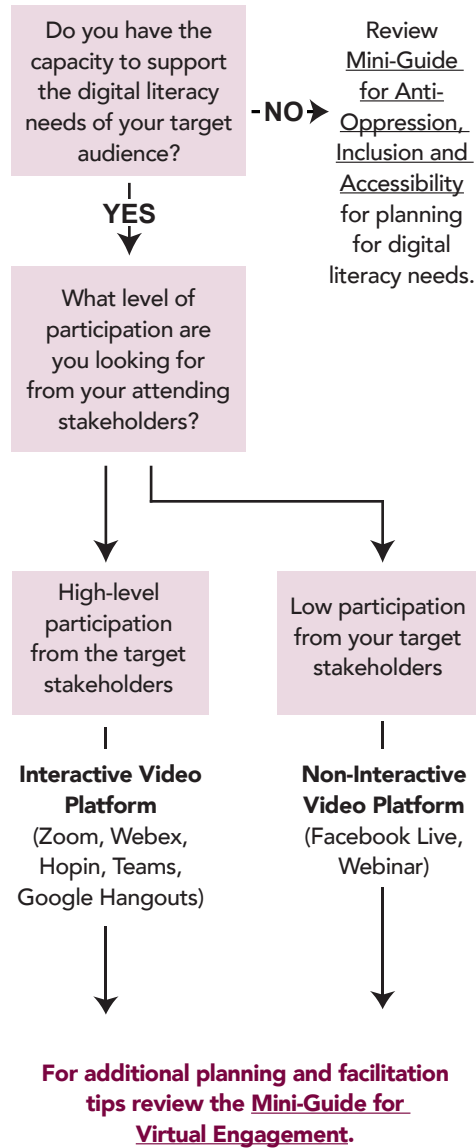 Do you have the
capacity to support
the digital literacy
needs of your target
audience?
NO
Review
Mini-Guide
for Anti-
Oppression,
Inclusion and
Accessibility
for planning
for digital
literacy needs.
YES
What level of
participation are
you looking for
from your attending
stakeholders?
High-level
participation
from the target
stakeholders
Low participation
from your target
stakeholders
Interactive Video
Platform
(Zoom, Webex,
Hopin, Teams,
Google Hangouts)
Non-Interactive
Video Platform
(Facebook Live,
Webinar)
For additional planning and facilitation
tips review the Mini-Guide for
Virtual Engagement.